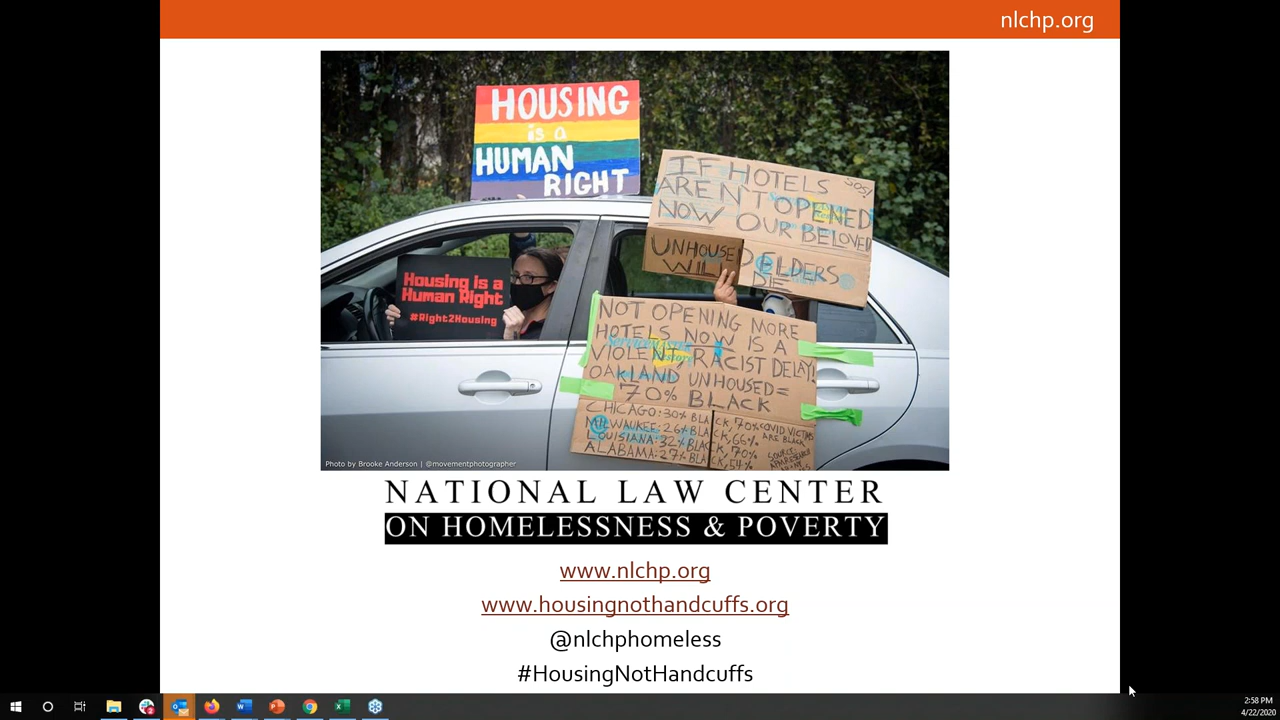 nlchp.org
HOUSING
is a
HUMAN
RIGHT
IF HOTELS
AREN'T OPENED
NOW OUR BELOVED
UNHOUSED ELDERS
WILL DIE
Housing is a
Human Right
#Right2Housing
NOT OPENING MORE
HOTELS NOW IS A
VIOLENT, RACIST DELAY!
OAKLAND UNHOUSED =
70% BLACK
CHICAGO: 30% BLACK, 70% COVID VICTIMS
MILWAUKEE: 26% BLACK, 66% ARE BLACK
LOUISIANA: 32% BLACK, 70%
ALABAMA: 27% BLACK, 54%
SOURCE:
Photo by Brooke Anderson | @movementphotographer
NATIONAL LAW CENTER
ON HOMELESSNESS & POVERTY
www.nlchp.org
www.housingnothandcuffs.org
@nlchphomeless
#HousingNotHandcuffs
2:58 PM
4/22/2020